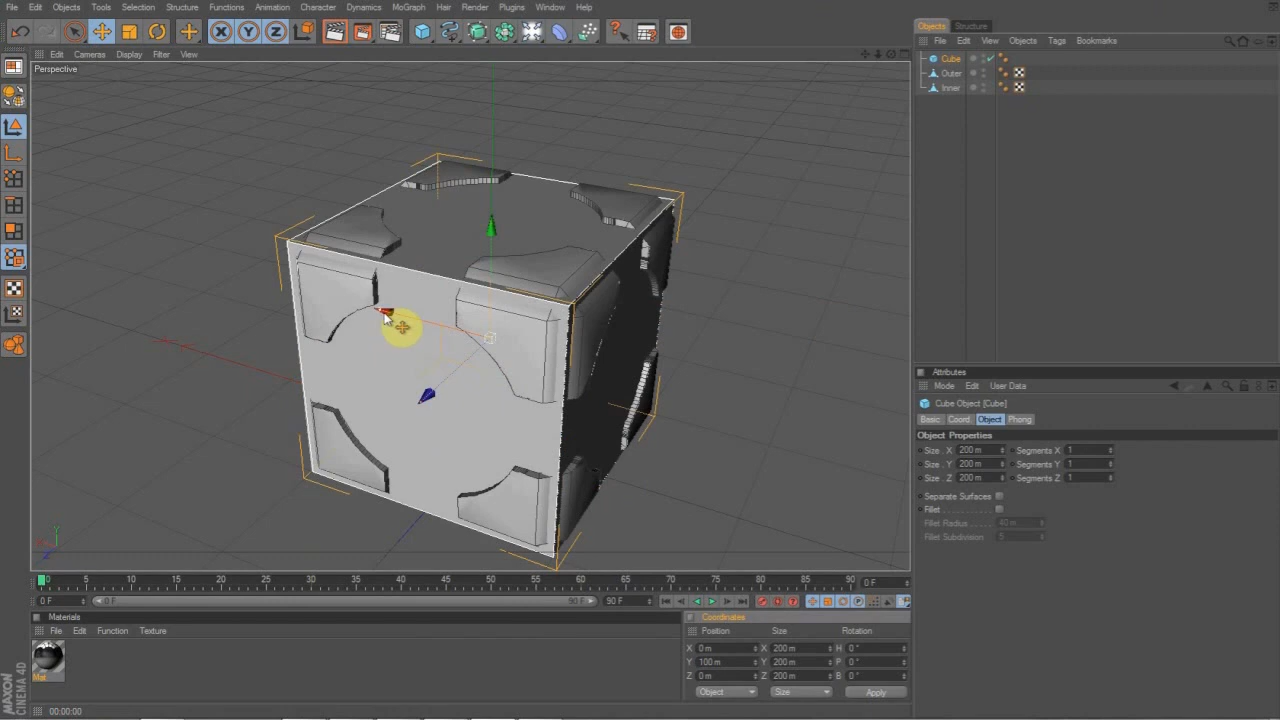 File Edit Objects Tools Selection Structure Functions Animation Character Dynamics MoGraph Hair Render Plugins Window Help
Edit Cameras Display Filter View
Perspective
Objects Structure
File Edit View Objects Tags Bookmarks
Cube
Outer
Inner
Attributes
Mode Edit User Data
Cube Object [Cube]
Basic Coord Object Phong
Object Properties
Size . X 200 m Segments X 1
Size . Y 200 m Segments Y 1
Size . Z 200 m Segments Z 1
Separate Surfaces
Fillet
Fillet Radius 40 m
Fillet Subdivision 5
0 5 10 15 20 25 30 35 40 45 50 55 60 65 70 75 80 85 90 0 F
0 F 0 F 90 F 90 F
Materials
File Edit Function Texture
Mat
Coordinates
Position Size Rotation
X 0 m X 200 m H 0 °
Y 100 m Y 200 m P 0 °
Z 0 m Z 200 m B 0 °
Object Size Apply
MAXON
CINEMA 4D
00:00:00